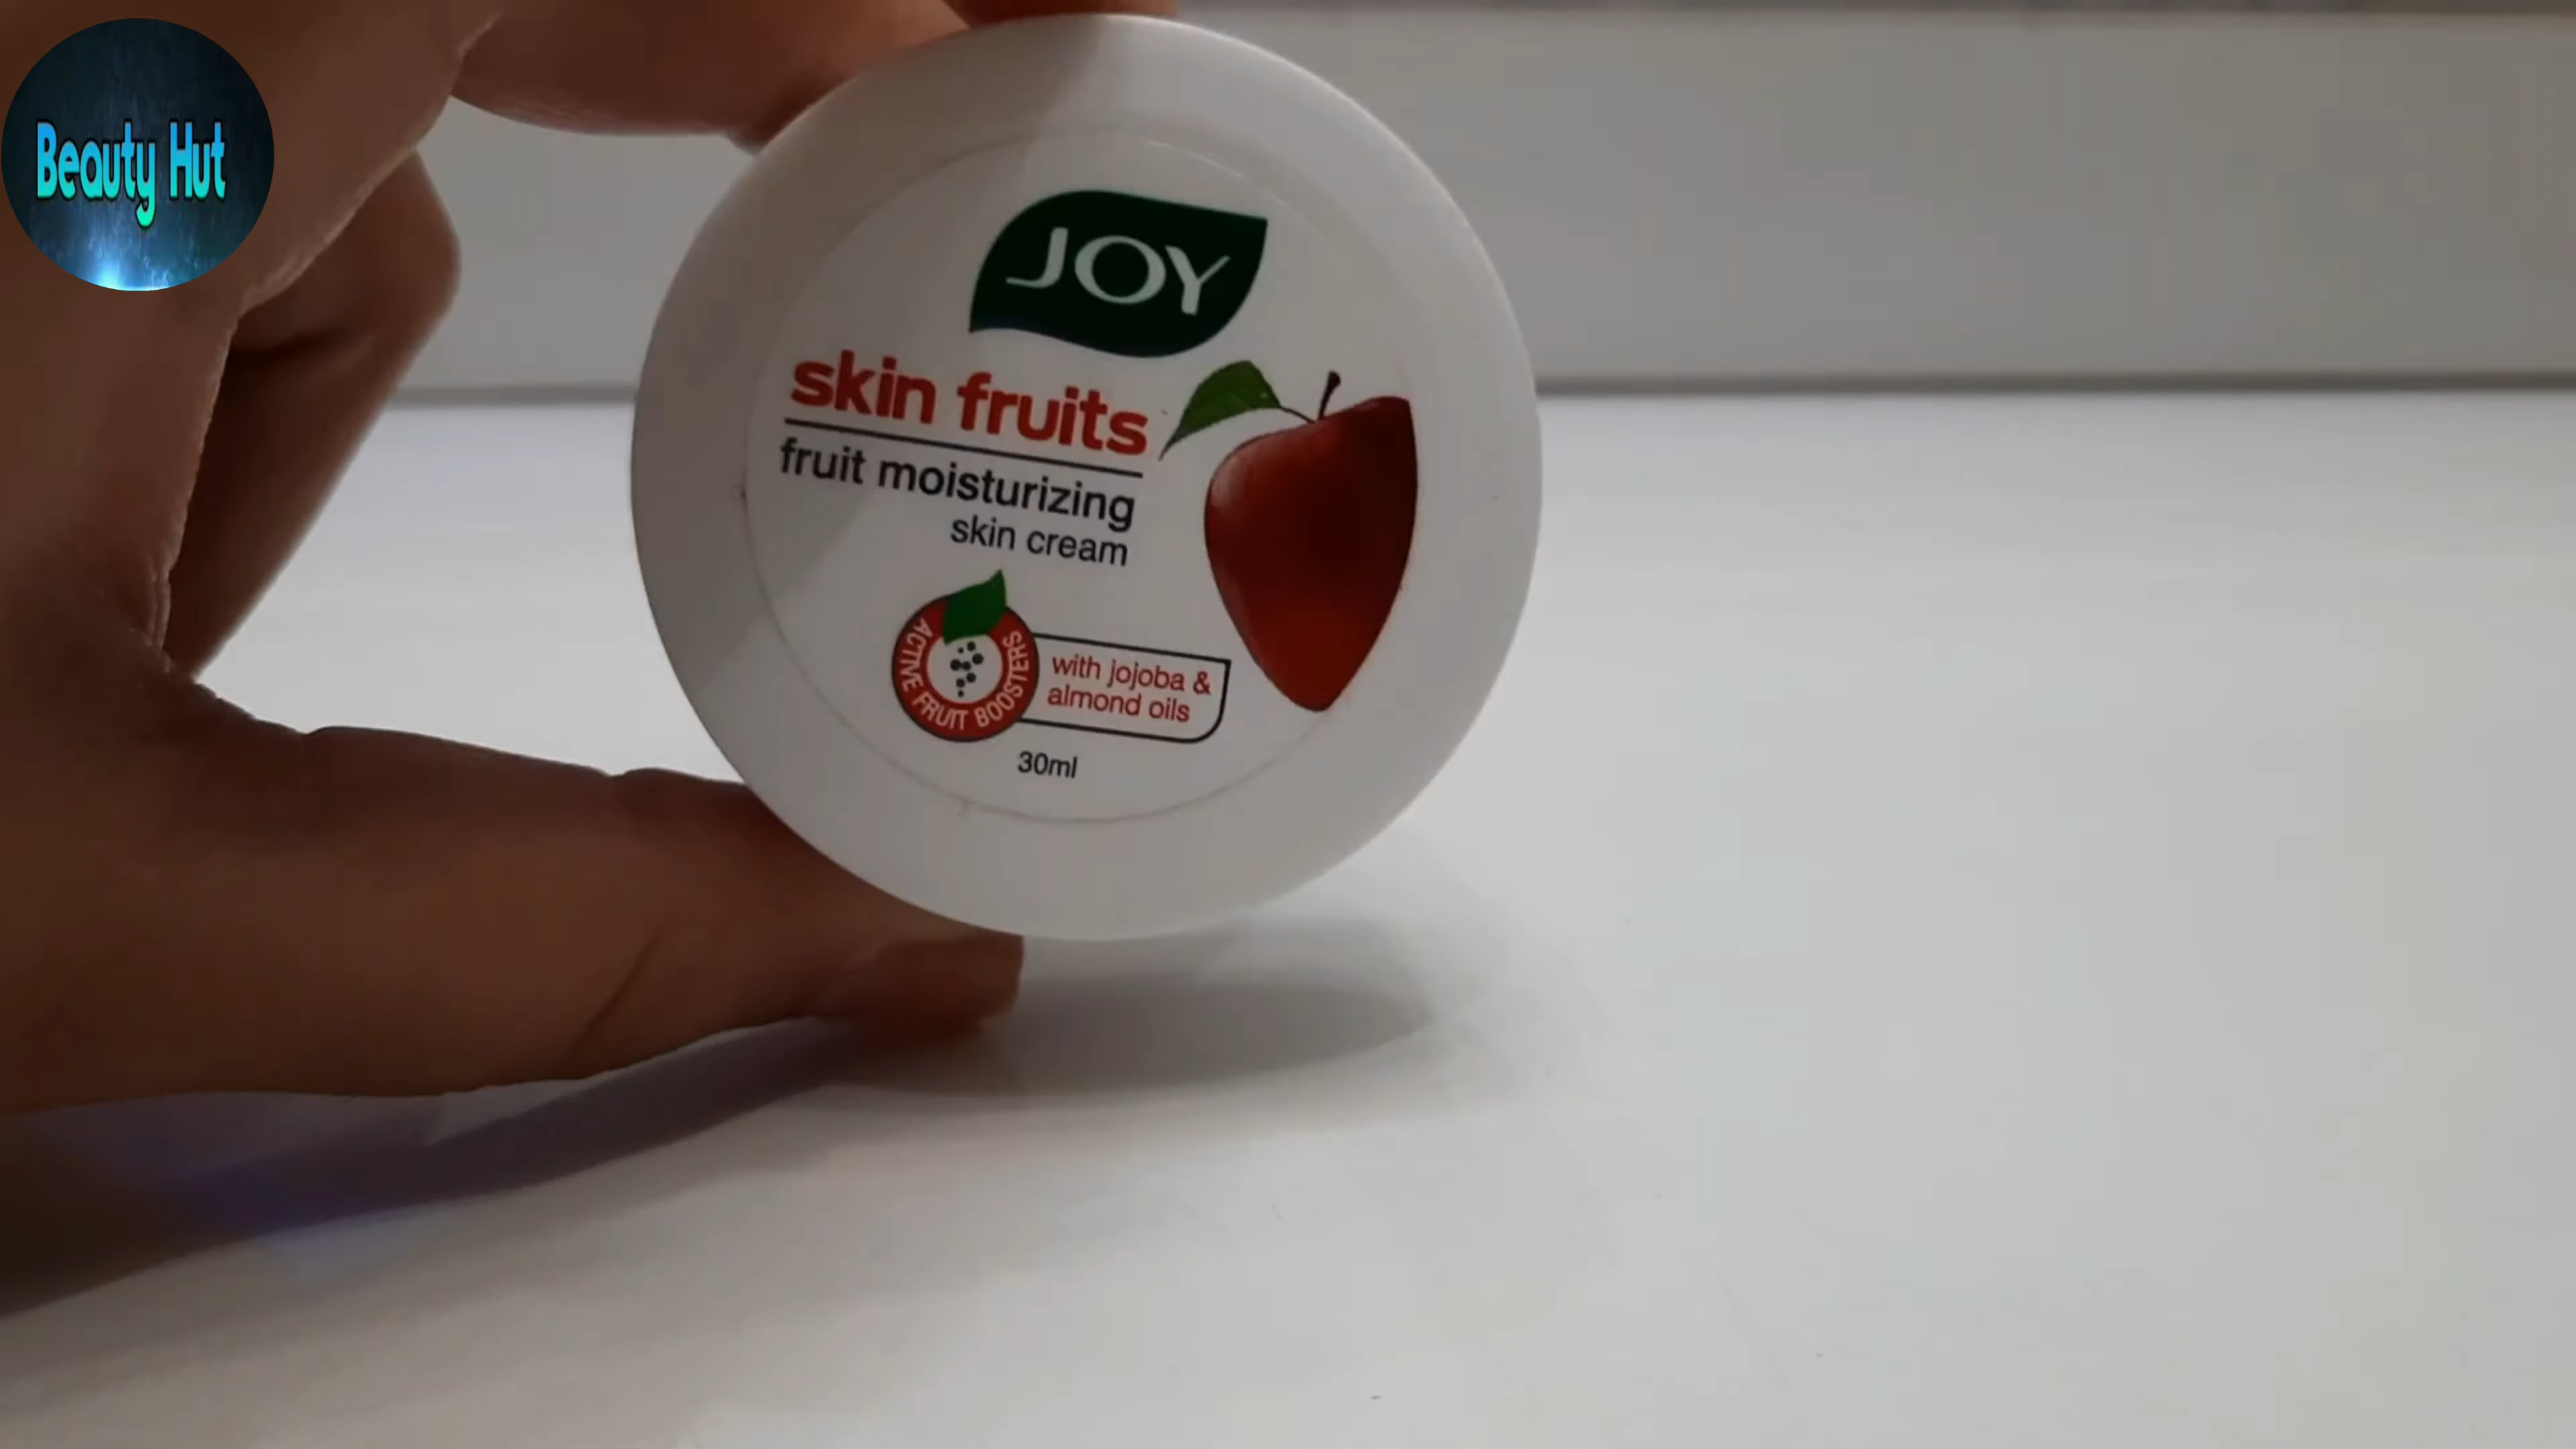 Beauty Hut
JOY
skin fruits
fruit moisturizing
skin cream
ACTIVE FRUIT BOOSTERS
with jojoba &
almond oils
30ml